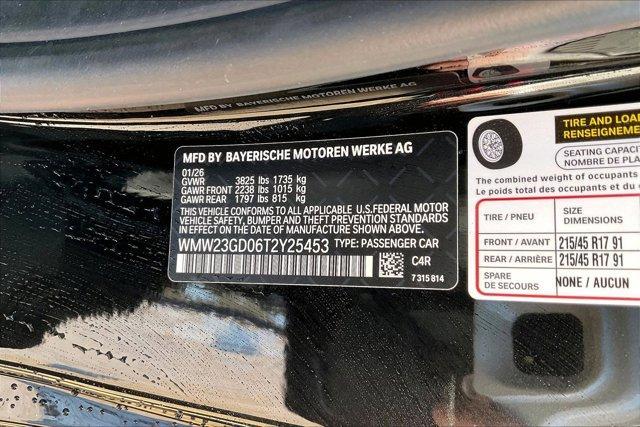 MFD BY BAYERISCHE MOTOREN WERKE AG
MFD BY BAYERISCHE MOTOREN WERKE AG
01/26
GVWR 3825 lbs 1735 kg
GAWR FRONT 2238 lbs 1015 kg
GAWR REAR 1797 lbs 815 kg
THIS VEHICLE CONFORMS TO ALL APPLICABLE U.S.FEDERAL MOTOR
VEHICLE SAFETY, BUMPER AND THEFT PREVENTION STANDARDS
IN EFFECT ON THE DATE OF MANUFACTURE SHOWN ABOVE.
WMW23GD06T2Y25453 TYPE: PASSENGER CAR
C4R
7 315 814
TIRE AND LOA
RENSEIGNEME
SEATING CAPACI
NOMBRE DE PLA
The combined weight of occupants
Le poids total des occupants et du
TIRE / PNEU
SIZE
DIMENSIONS
FRONT / AVANT 215/45 R17 91
REAR / ARRIÈRE 215/45 R17 91
SPARE
DE SECOURS
NONE / AUCUN